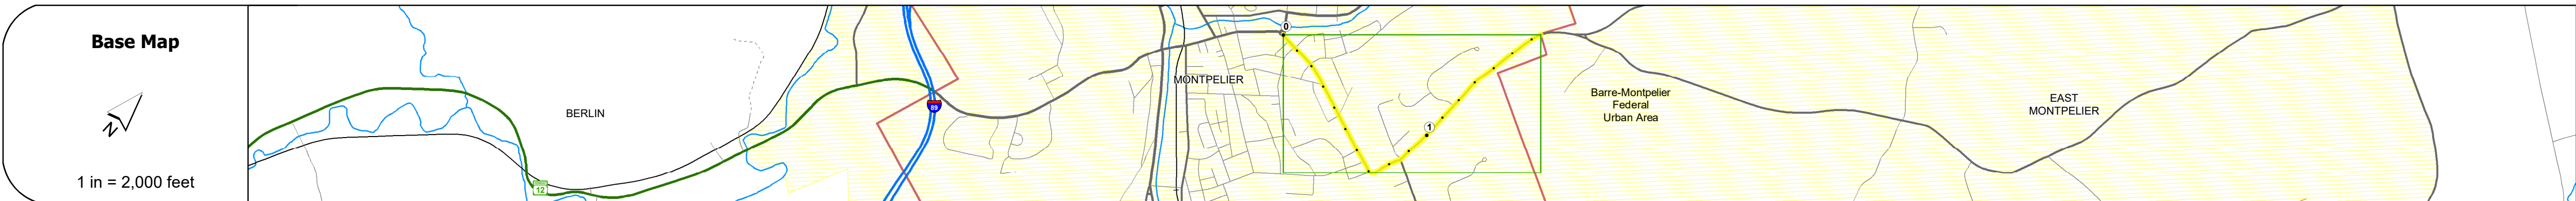 Base Map
N
1 in = 2,000 feet
BERLIN
12
89
MONTPELIER
0
1
Barre-Montpelier
Federal
Urban Area
EAST
MONTPELIER